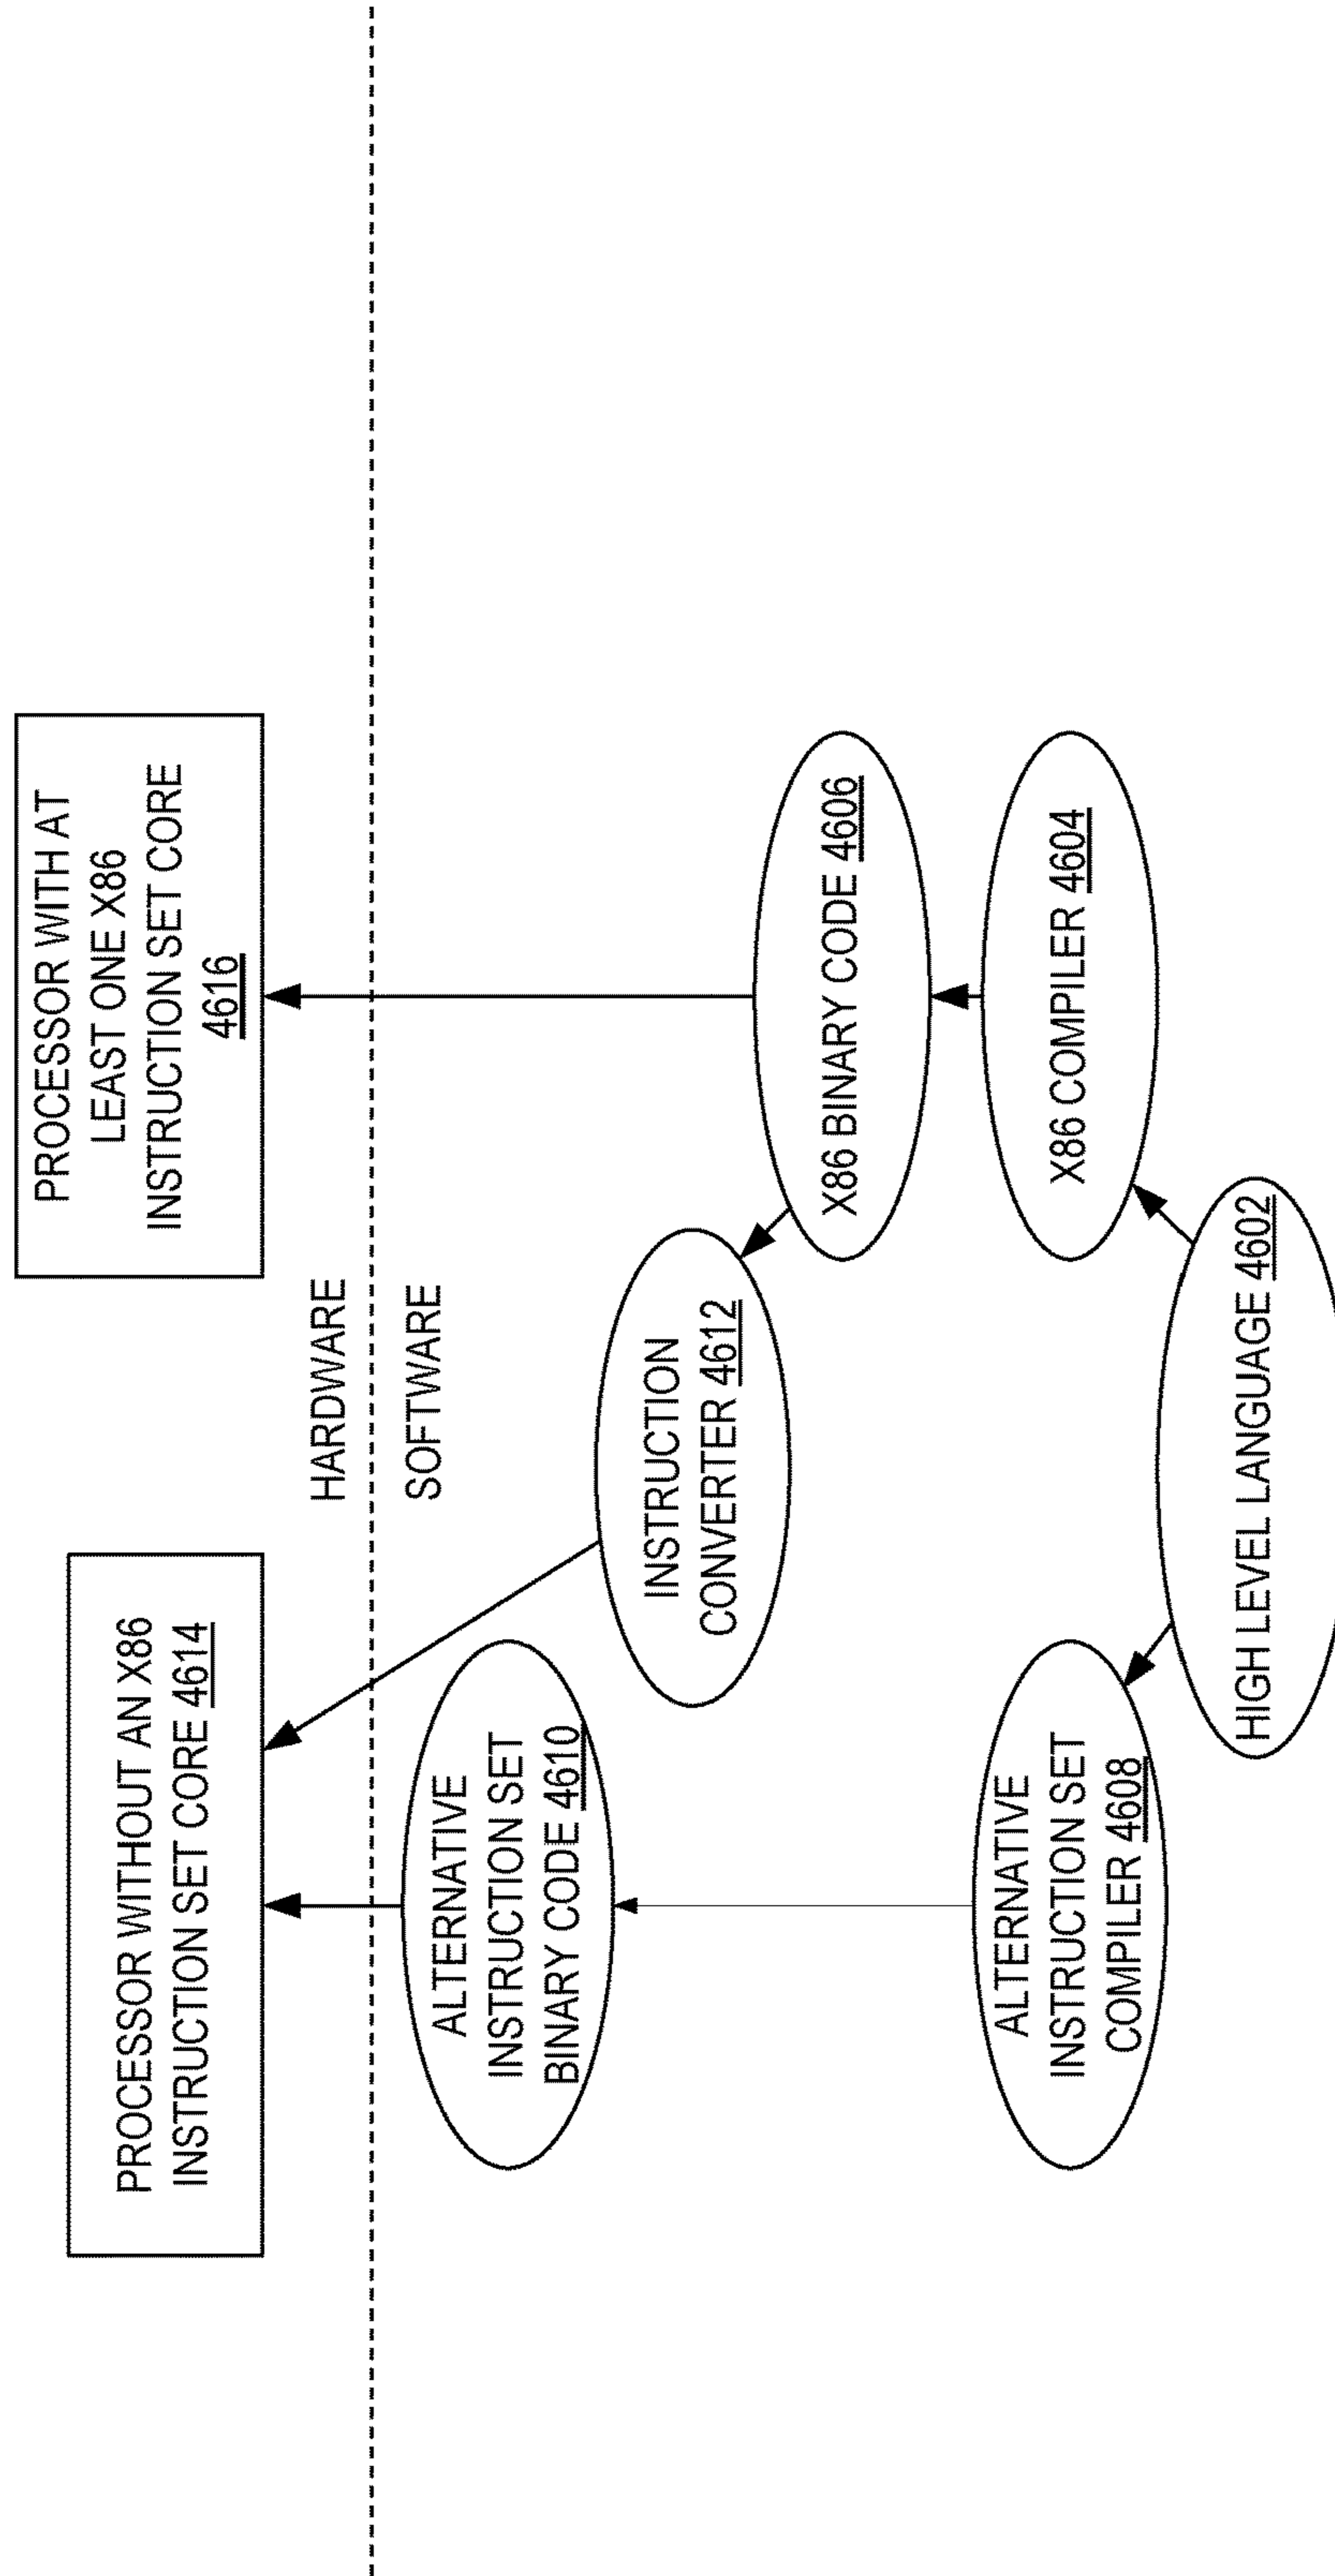 PROCESSOR WITHOUT AN X86
INSTRUCTION SET CORE 4614
PROCESSOR WITH AT
LEAST ONE X86
INSTRUCTION SET CORE
4616
HARDWARE
SOFTWARE
ALTERNATIVE
INSTRUCTION SET
BINARY CODE 4610
INSTRUCTION
CONVERTER 4612
X86 BINARY CODE 4606
ALTERNATIVE
INSTRUCTION SET
COMPILER 4608
X86 COMPILER 4604
HIGH LEVEL LANGUAGE 4602